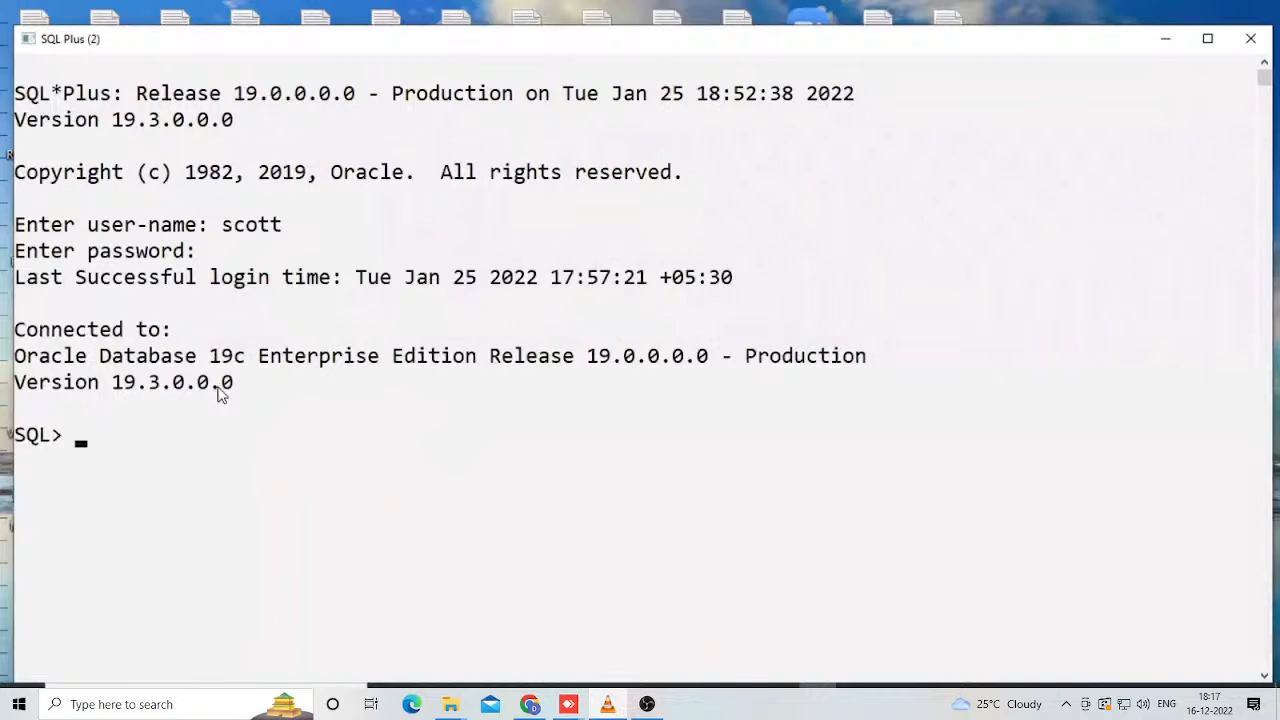 SQL Plus (2)
SQL*Plus: Release 19.0.0.0.0 - Production on Tue Jan 25 18:52:38 2022
Version 19.3.0.0.0
Copyright (c) 1982, 2019, Oracle.  All rights reserved.
Enter user-name: scott
Enter password:
Last Successful login time: Tue Jan 25 2022 17:57:21 +05:30
Connected to:
Oracle Database 19c Enterprise Edition Release 19.0.0.0.0 - Production
Version 19.3.0.0.0
SQL>
Type here to search
25°C Cloudy
ENG
18:17
16-12-2022